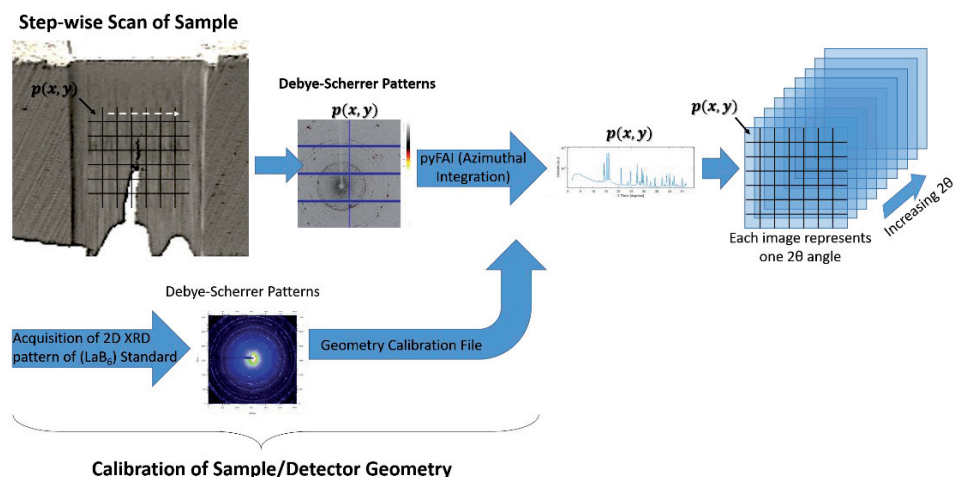 Step-wise Scan of Sample
p(x, y)
Debye-Scherrer Patterns
p(x, y)
pyFAI (Azimuthal
Integration)
p(x, y)
p(x, y)
Increasing 2θ
Each image represents
one 2θ angle
Debye-Scherrer Patterns
Acquisition of 2D XRD
pattern of (LaB₆) Standard
Geometry Calibration File
Calibration of Sample/Detector Geometry